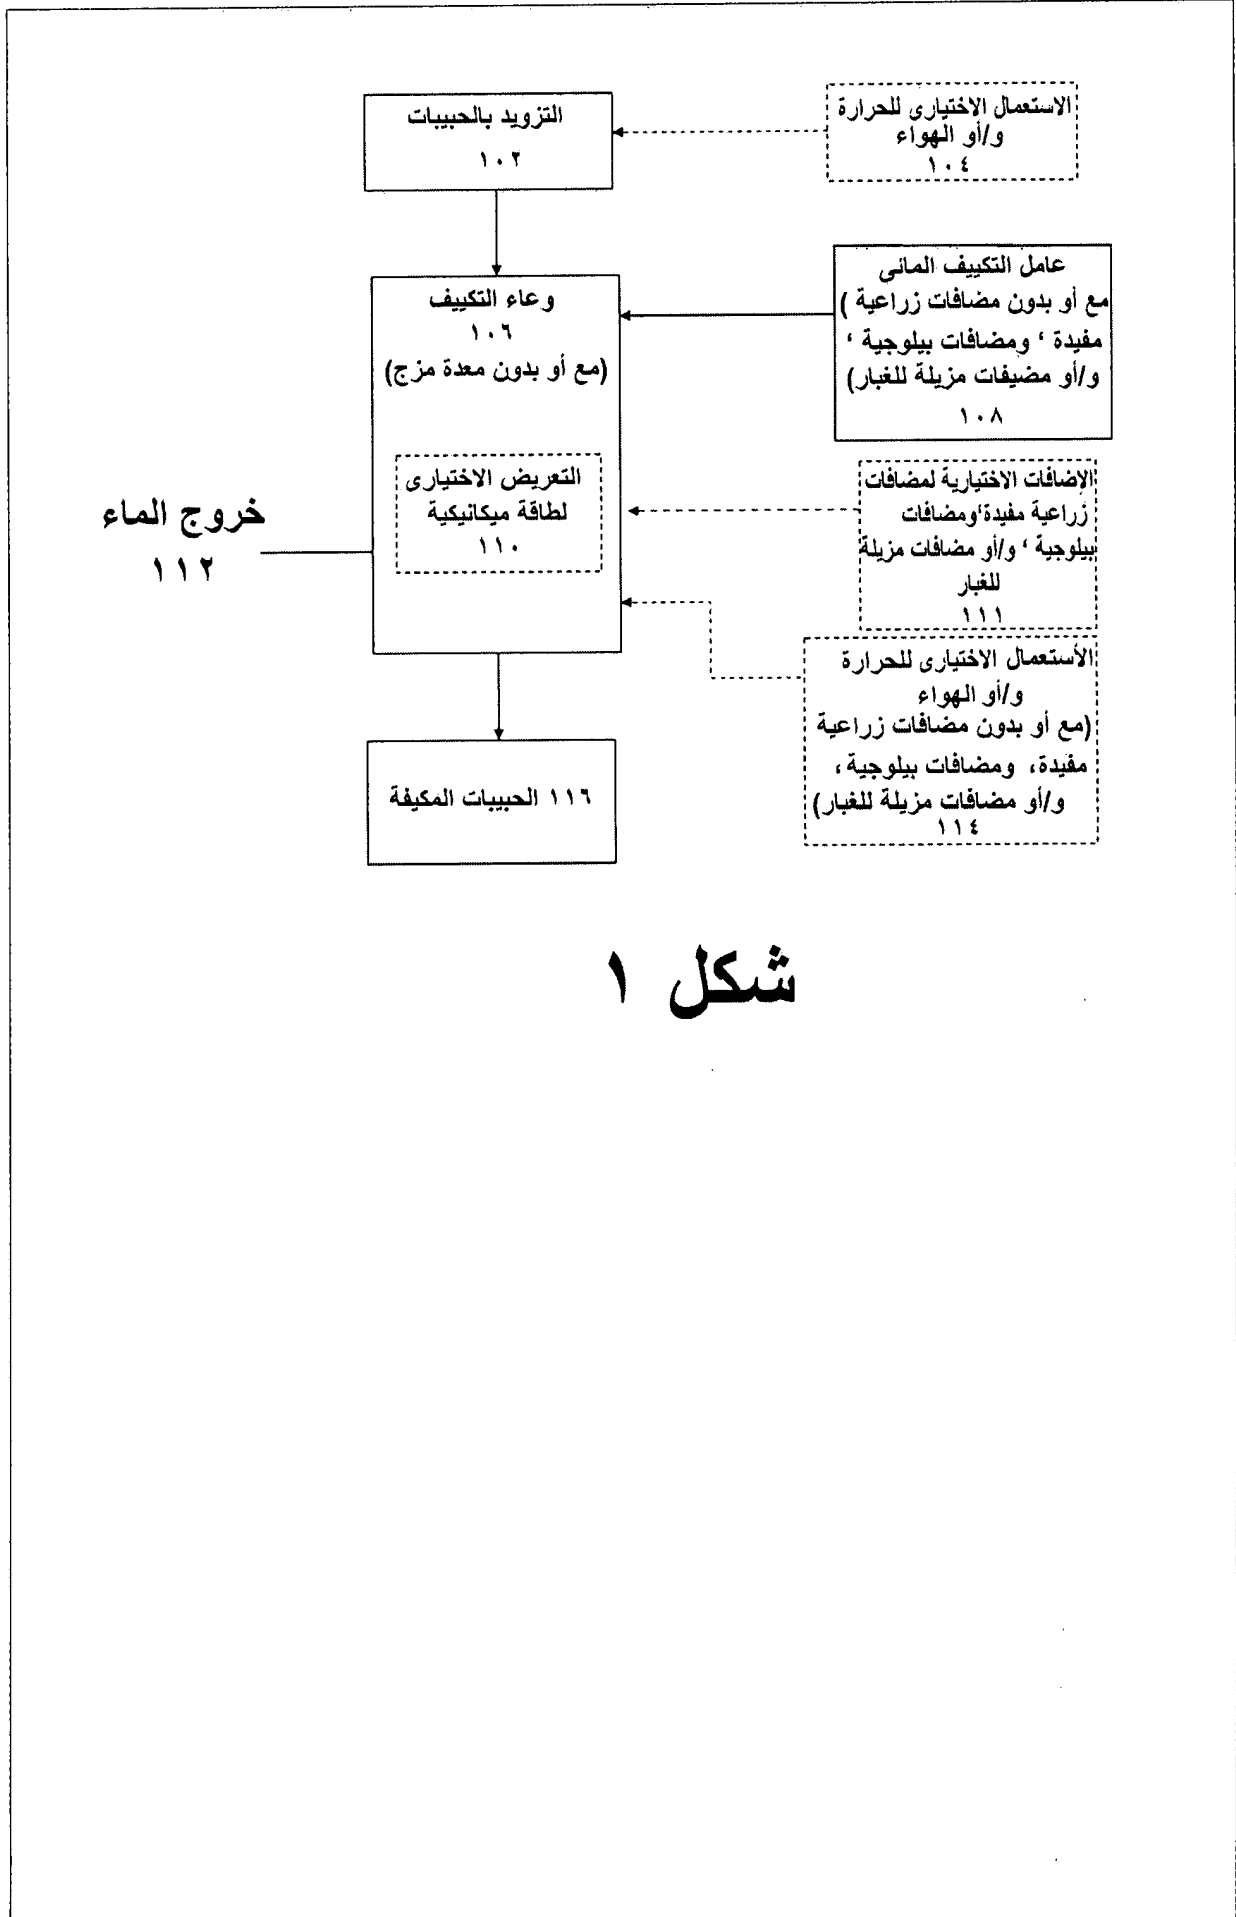 التزويد بالحبيبات
١٠٢
الاستعمال الاختيارى للحرارة
و/أو الهواء
١٠٤
وعاء التكييف
١٠٦
(مع أو بدون معدة مزج)
عامل التكييف المائى
مع أو بدون مضافات زراعية )
مفيدة ، ومضافات بيلوجية ،
و/أو مضيفات مزيلة للغبار)
١٠٨
التعريض الاختيارى
لطاقة ميكانيكية
١١٠
الإضافات الاختيارية لمضافات
زراعية مفيدة،ومضافات
بيلوجية ، و/أو مضافات مزيلة
للغبار
١١١
خروج الماء
١١٢
الأستعمال الاختيارى للحرارة
و/أو الهواء
(مع أو بدون مضافات زراعية
مفيدة، ومضافات بيلوجية،
و/أو مضافات مزيلة للغبار)
١١٤
١١٦ الحبيبات المكيفة
شكل ١